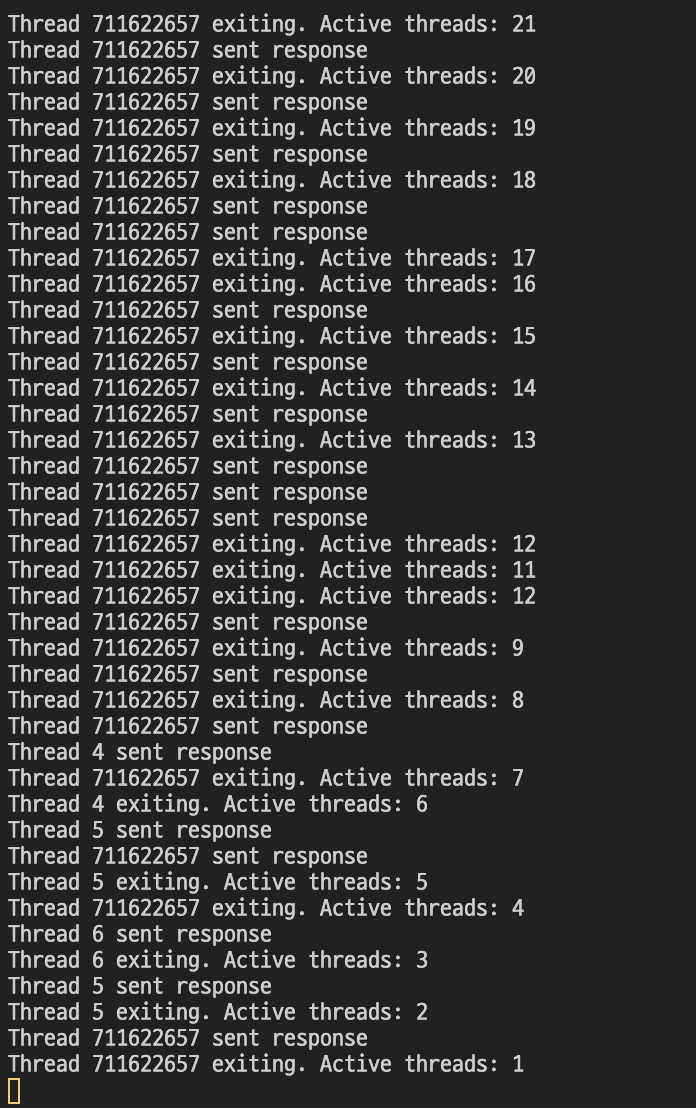 Thread 711622657 exiting. Active threads: 21
Thread 711622657 sent response
Thread 711622657 exiting. Active threads: 20
Thread 711622657 sent response
Thread 711622657 exiting. Active threads: 19
Thread 711622657 sent response
Thread 711622657 exiting. Active threads: 18
Thread 711622657 sent response
Thread 711622657 sent response
Thread 711622657 exiting. Active threads: 17
Thread 711622657 exiting. Active threads: 16
Thread 711622657 sent response
Thread 711622657 exiting. Active threads: 15
Thread 711622657 sent response
Thread 711622657 exiting. Active threads: 14
Thread 711622657 sent response
Thread 711622657 exiting. Active threads: 13
Thread 711622657 sent response
Thread 711622657 sent response
Thread 711622657 sent response
Thread 711622657 exiting. Active threads: 12
Thread 711622657 exiting. Active threads: 11
Thread 711622657 exiting. Active threads: 12
Thread 711622657 sent response
Thread 711622657 exiting. Active threads: 9
Thread 711622657 sent response
Thread 711622657 exiting. Active threads: 8
Thread 711622657 sent response
Thread 4 sent response
Thread 711622657 exiting. Active threads: 7
Thread 4 exiting. Active threads: 6
Thread 5 sent response
Thread 711622657 sent response
Thread 5 exiting. Active threads: 5
Thread 711622657 exiting. Active threads: 4
Thread 6 sent response
Thread 6 exiting. Active threads: 3
Thread 5 sent response
Thread 5 exiting. Active threads: 2
Thread 711622657 sent response
Thread 711622657 exiting. Active threads: 1